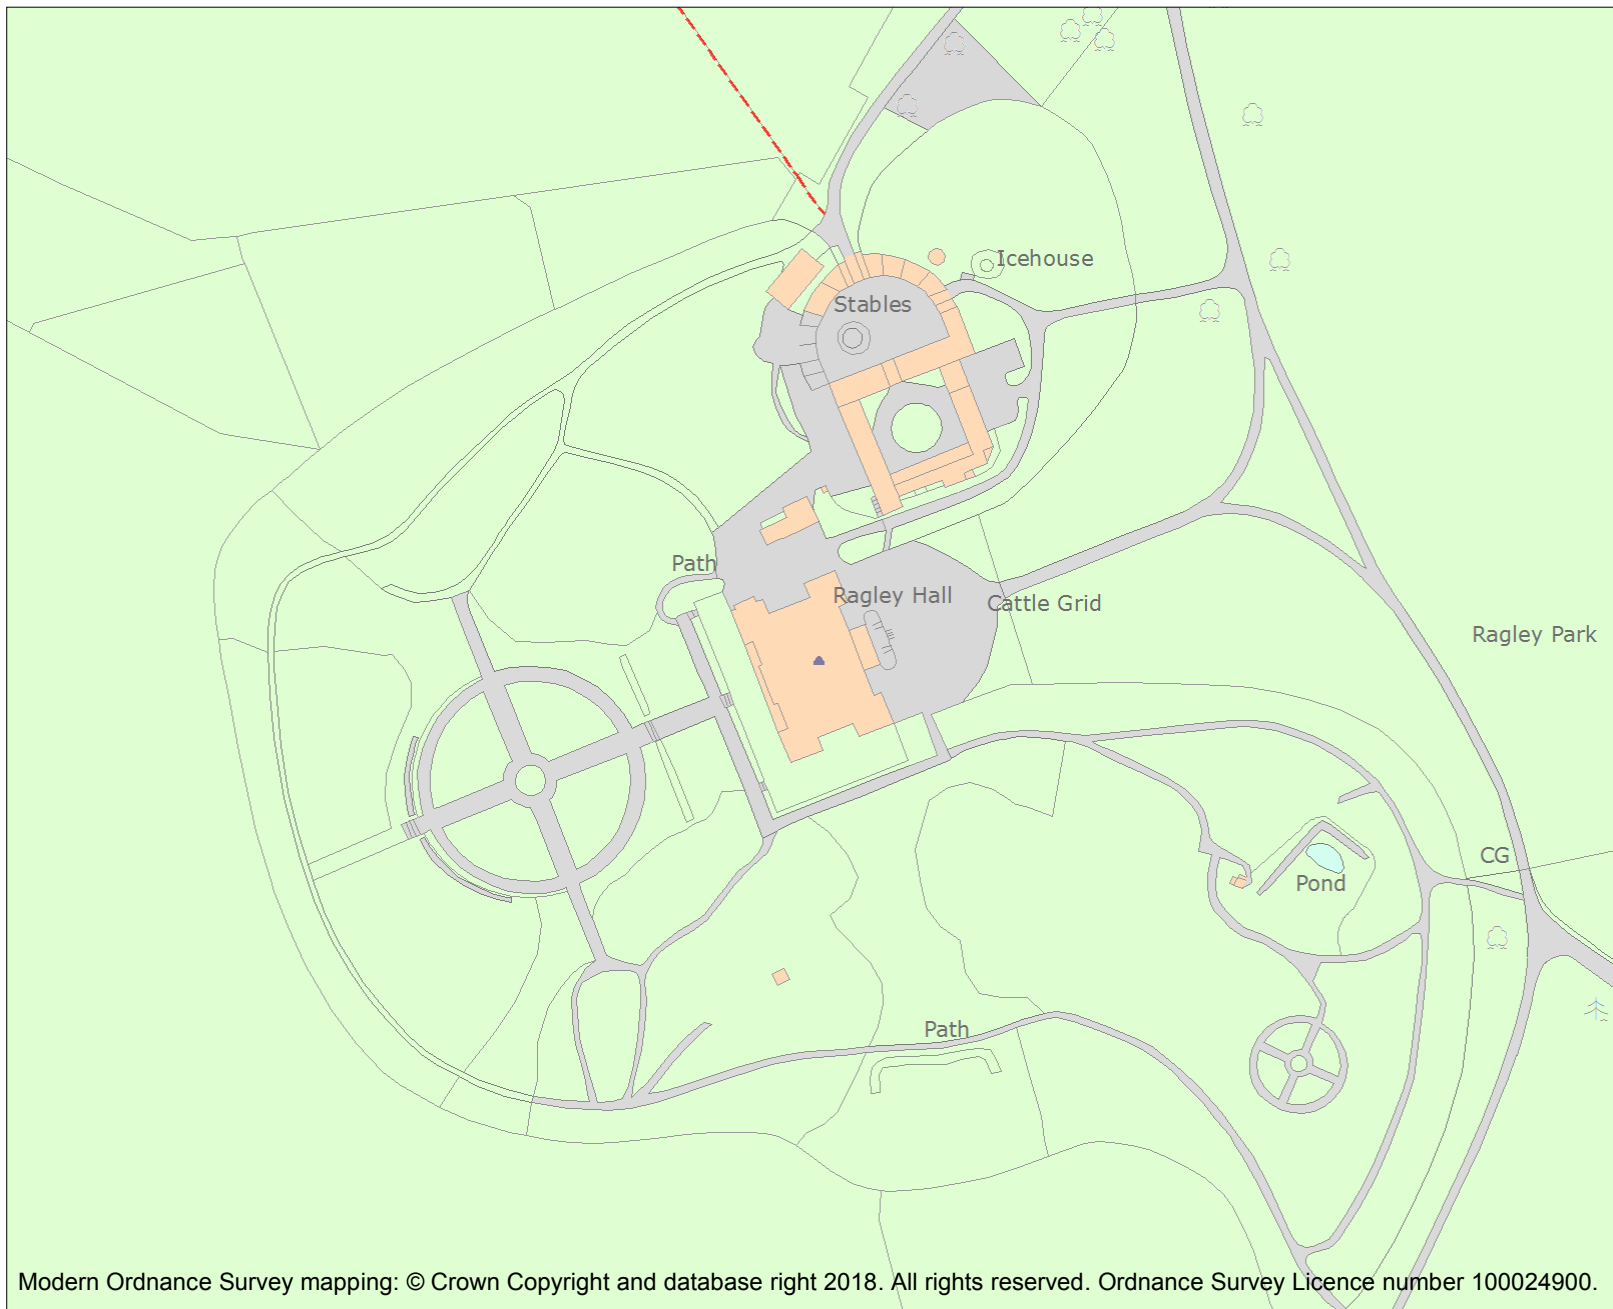 Icehouse
Stables
Path
Ragley Hall
Cattle Grid
Ragley Park
CG
Pond
Path
Modern Ordnance Survey mapping: © Crown Copyright and database right 2018. All rights reserved. Ordnance Survey Licence number 100024900.